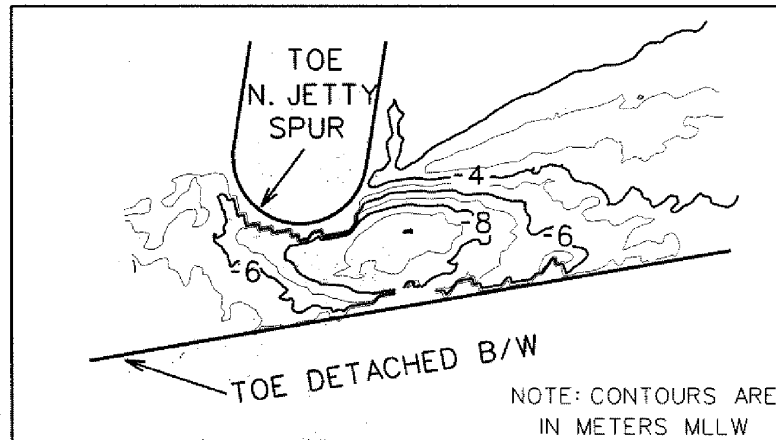 TOE
N. JETTY
SPUR
-4
-8
-6
-6
TOE DETACHED B/W
NOTE: CONTOURS ARE
IN METERS MLLW